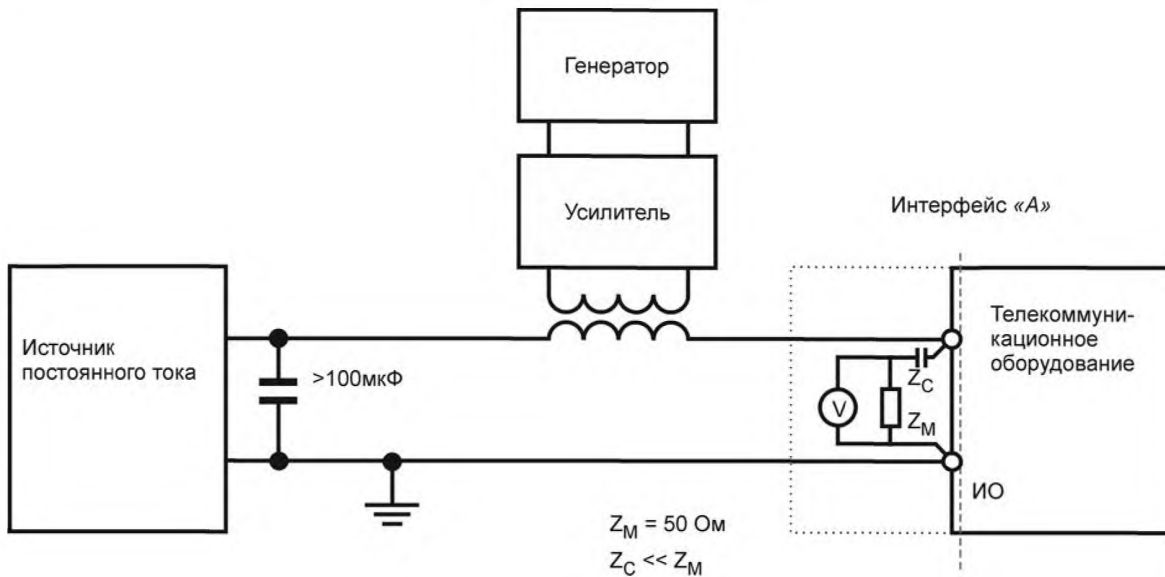 Генератор
Усилитель
Интерфейс «А»
Источник
постоянного тока
>100мкФ
Телекоммуни-
кационное
оборудование
Z_C
V
Z_M
ИО
Z_M = 50 Ом
Z_C << Z_M